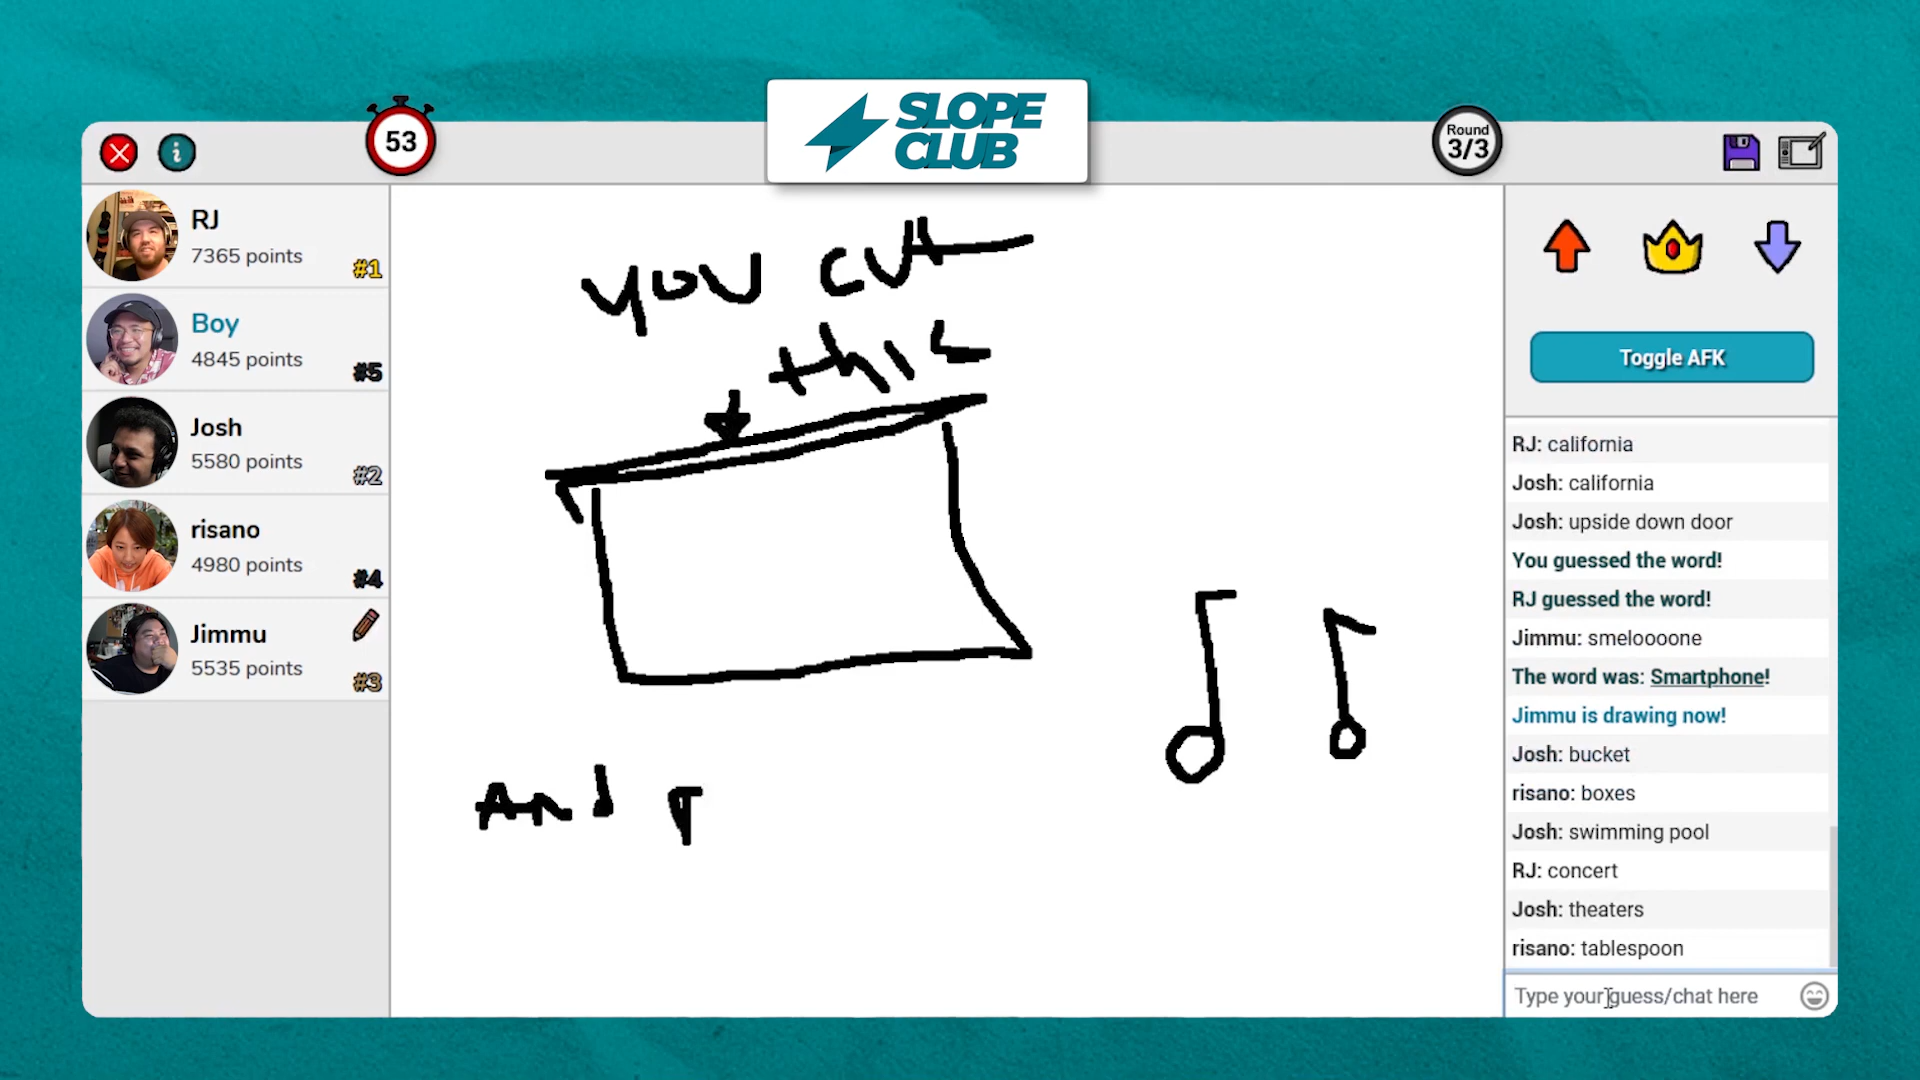 SLOPE
CLUB
53
Round
3/3
RJ
7365 points
#1
Boy
4845 points
#5
Josh
5580 points
#2
risano
4980 points
#4
Jimmu
5535 points
#3
you cut
this
And p
Toggle AFK
RJ: california
Josh: california
Josh: upside down door
You guessed the word!
RJ guessed the word!
Jimmu: smeloooone
The word was: Smartphone!
Jimmu is drawing now!
Josh: bucket
risano: boxes
Josh: swimming pool
RJ: concert
Josh: theaters
risano: tablespoon
Type your guess/chat here